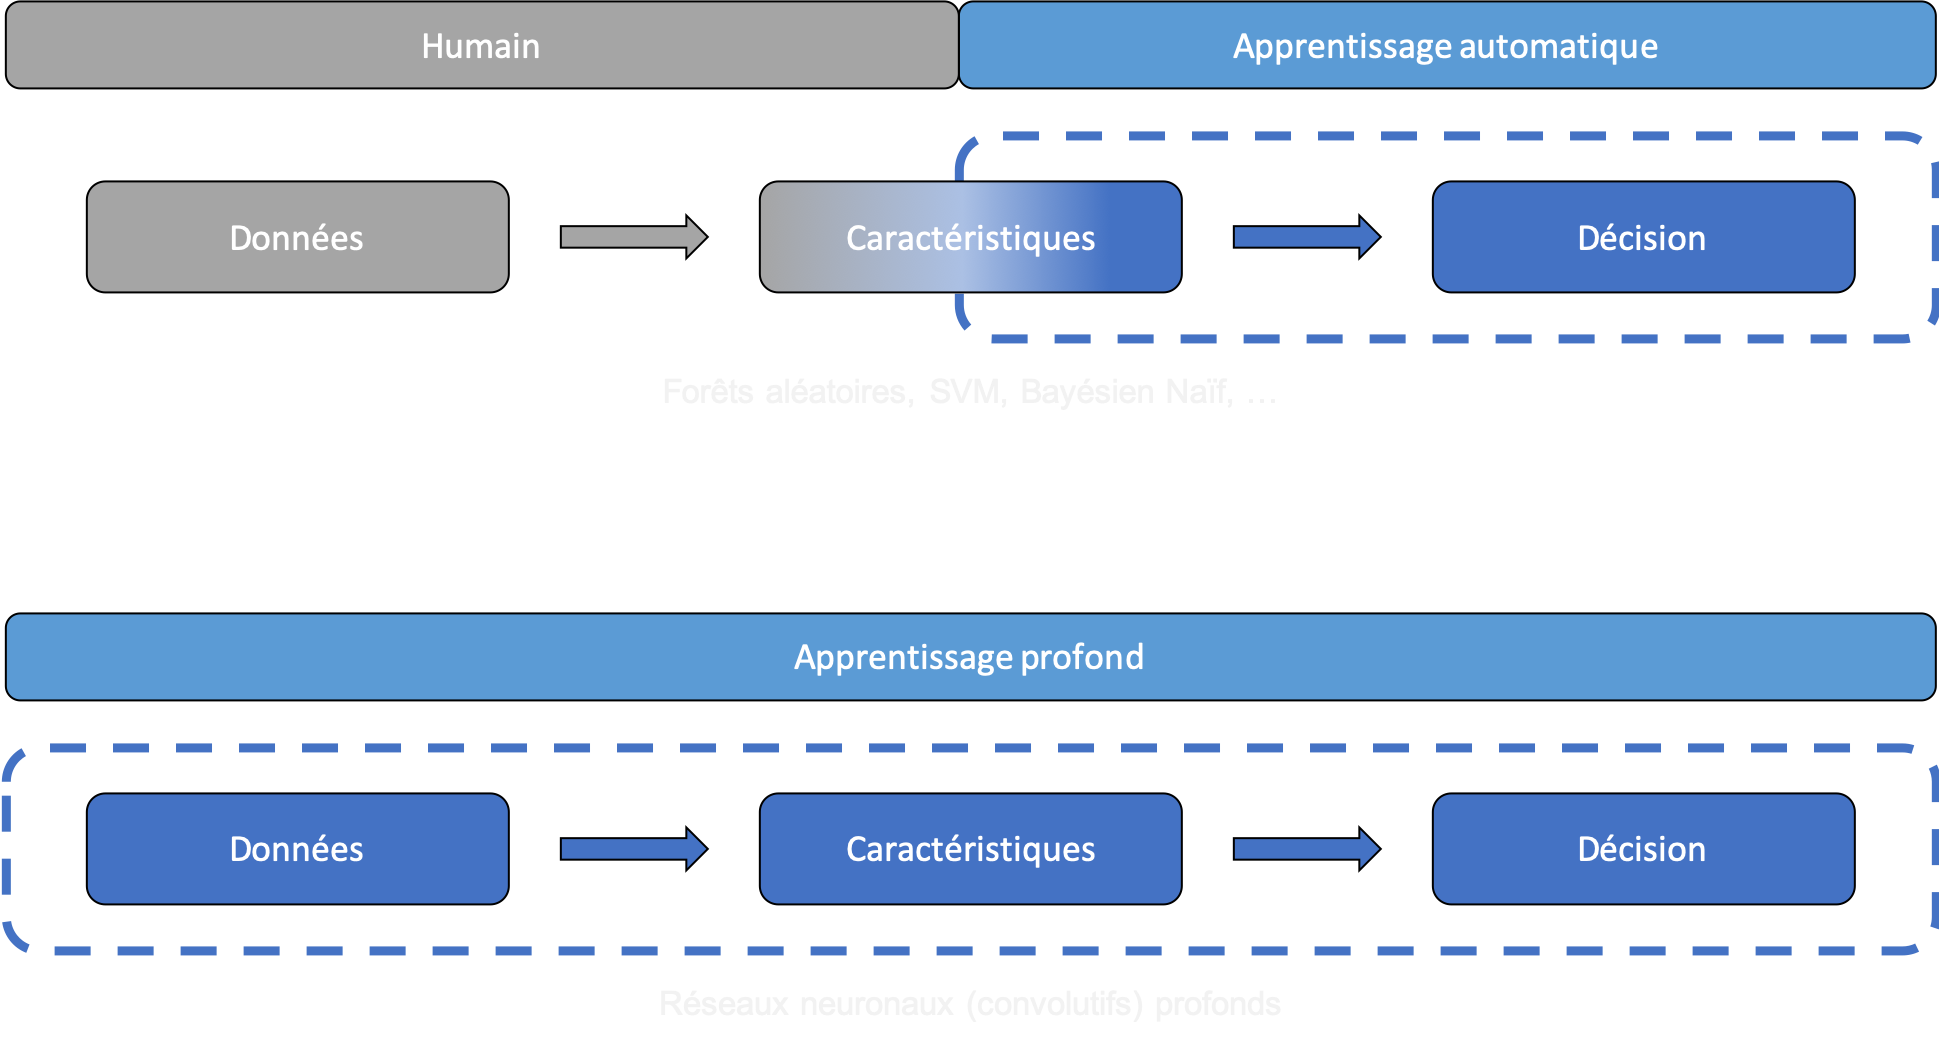 Humain
Apprentissage automatique
Données
Caractéristiques
Décision
Forêts aléatoires, SVM, Bayésien Naïf, …
Apprentissage profond
Données
Caractéristiques
Décision
Réseaux neuronaux (convolutifs) profonds